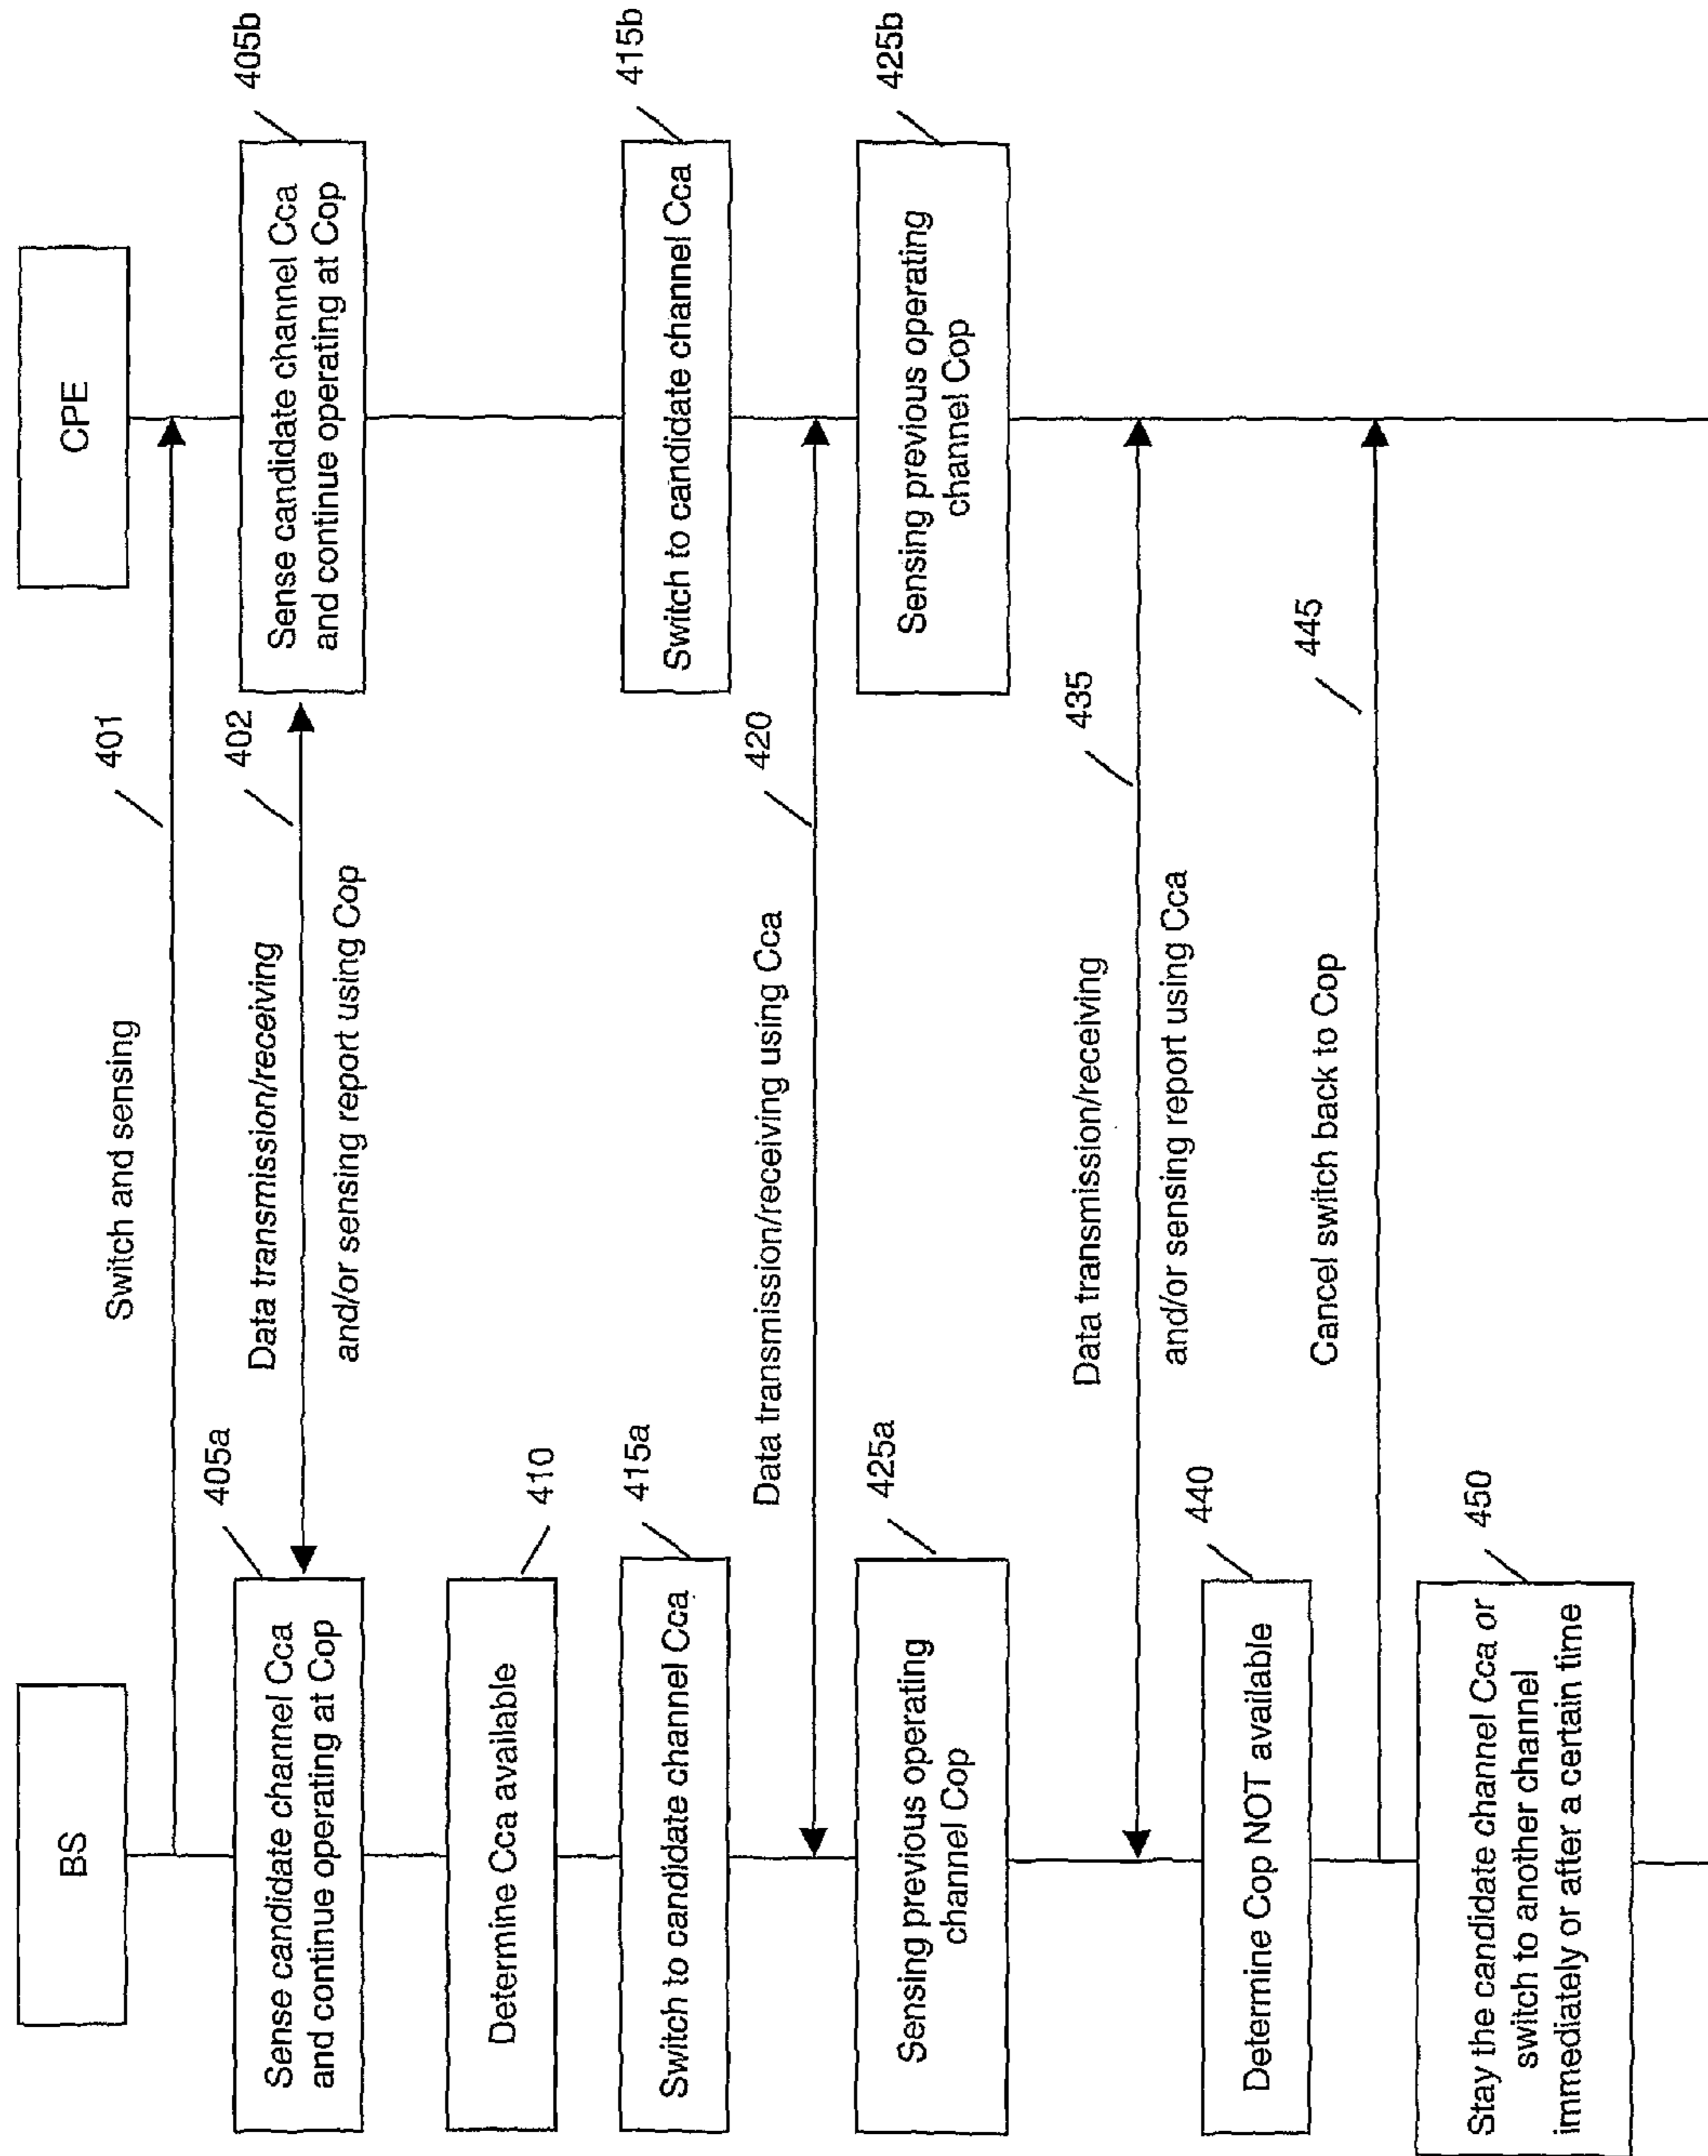 BS
CPE
401
Switch and sensing
405a
Sense candidate channel Cca
and continue operating at Cop
402
Data transmission/receiving
and/or sensing report using Cop
405b
Sense candidate channel Cca
and continue operating at Cop
410
Determine Cca available
415a
Switch to candidate channel Cca
415b
Switch to candidate channel Cca
420
Data transmission/receiving using Cca
425a
Sensing previous operating
channel Cop
425b
Sensing previous operating
channel Cop
435
Data transmission/receiving
and/or sensing report using Cca
440
Determine Cop NOT available
445
Cancel switch back to Cop
450
Stay the candidate channel Cca or
switch to another channel
immediately or after a certain time